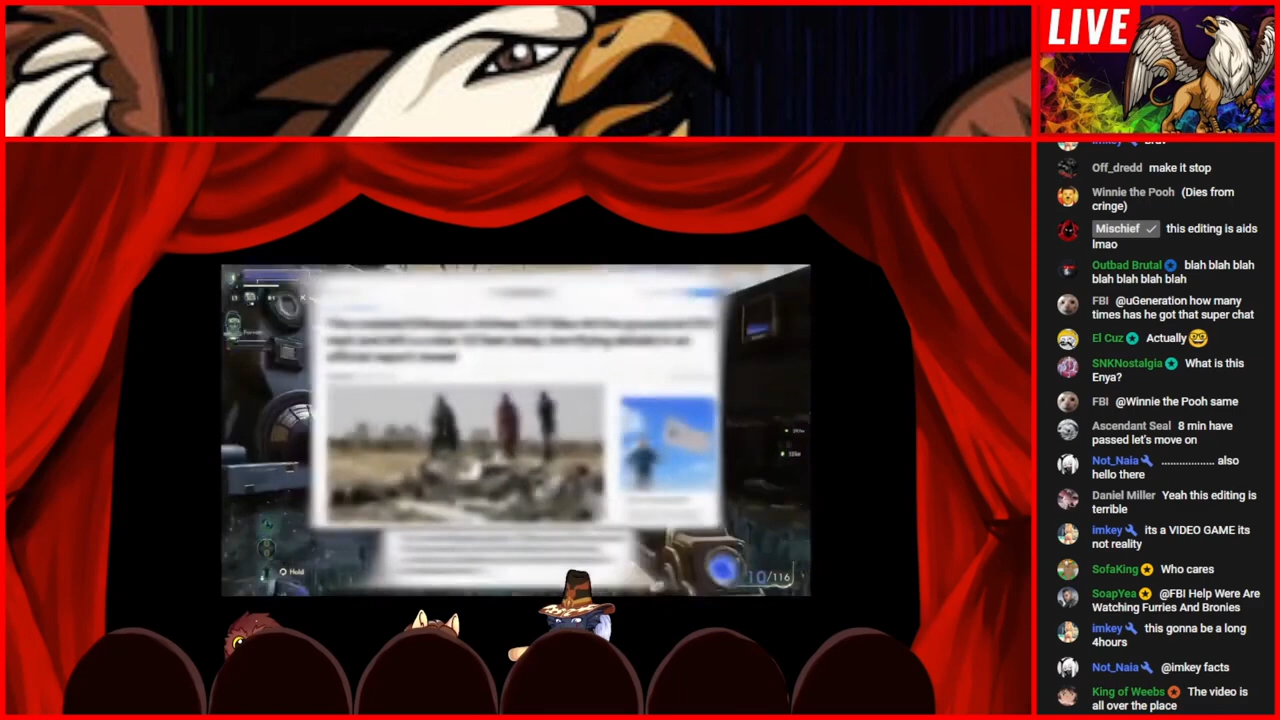 LIVE
Off_dredd make it stop
Winnie the Pooh (Dies from
cringe)
Mischief this editing is aids
lmao
Outbad Brutal blah blah blah
blah blah blah blah
FBI @uGeneration how many
times has he got that super chat
El Cuz Actually
SNKNostalgia What is this
Enya?
FBI @Winnie the Pooh same
Ascendant Seal 8 min have
passed let's move on
Not_Naia .................. also
hello there
Daniel Miller Yeah this editing is
terrible
imkey its a VIDEO GAME its
not reality
SofaKing Who cares
SoapYea @FBI Help Were Are
Watching Furries And Bronies
imkey this gonna be a long
4hours
Not_Naia @imkey facts
King of Weebs The video is
all over the place
Hold
10/116